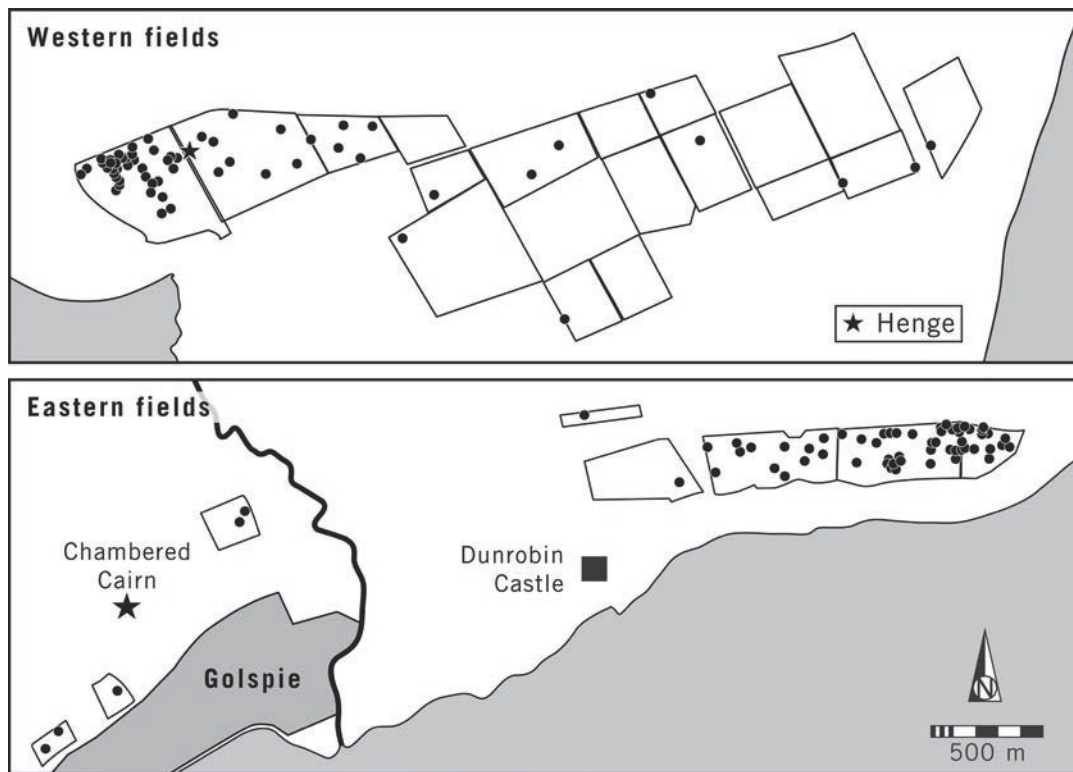 Western fields
Henge
Eastern fields
Chambered
Cairn
Dunrobin
Castle
Golspie
N
500 m